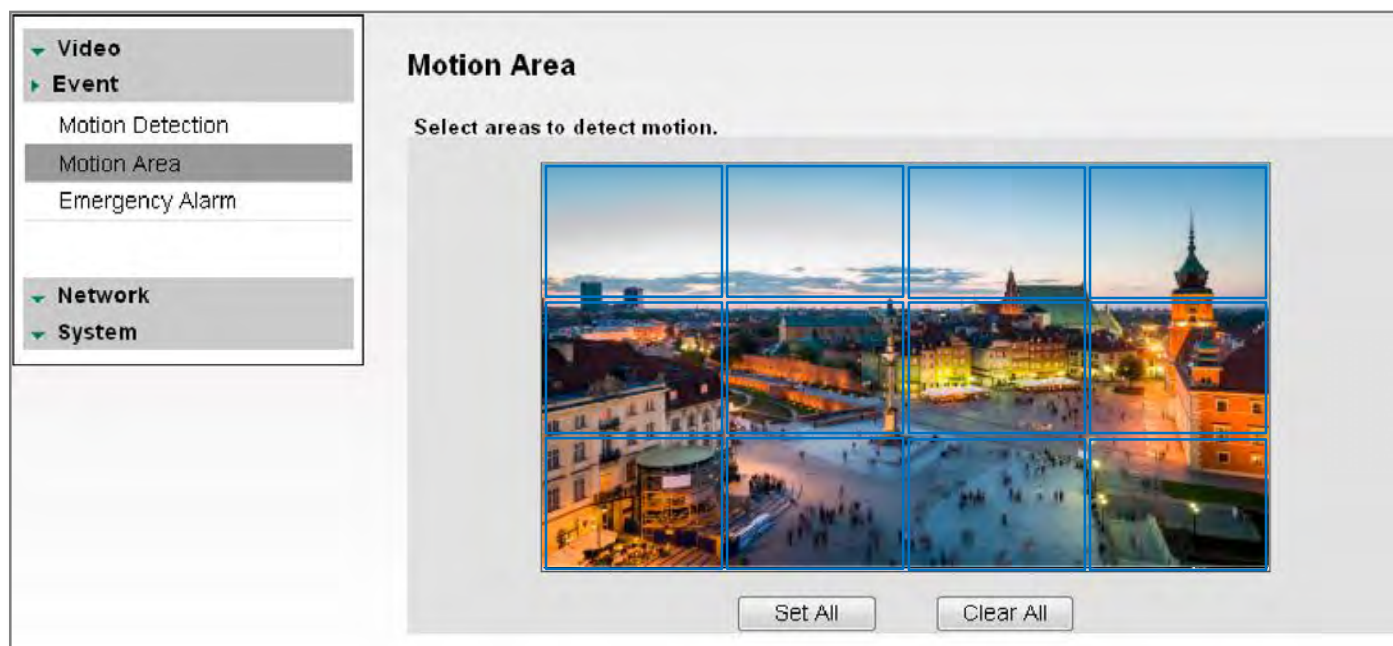 Video
Event
Motion Detection
Motion Area
Emergency Alarm
Network
System
Motion Area
Select areas to detect motion.
Set All
Clear All